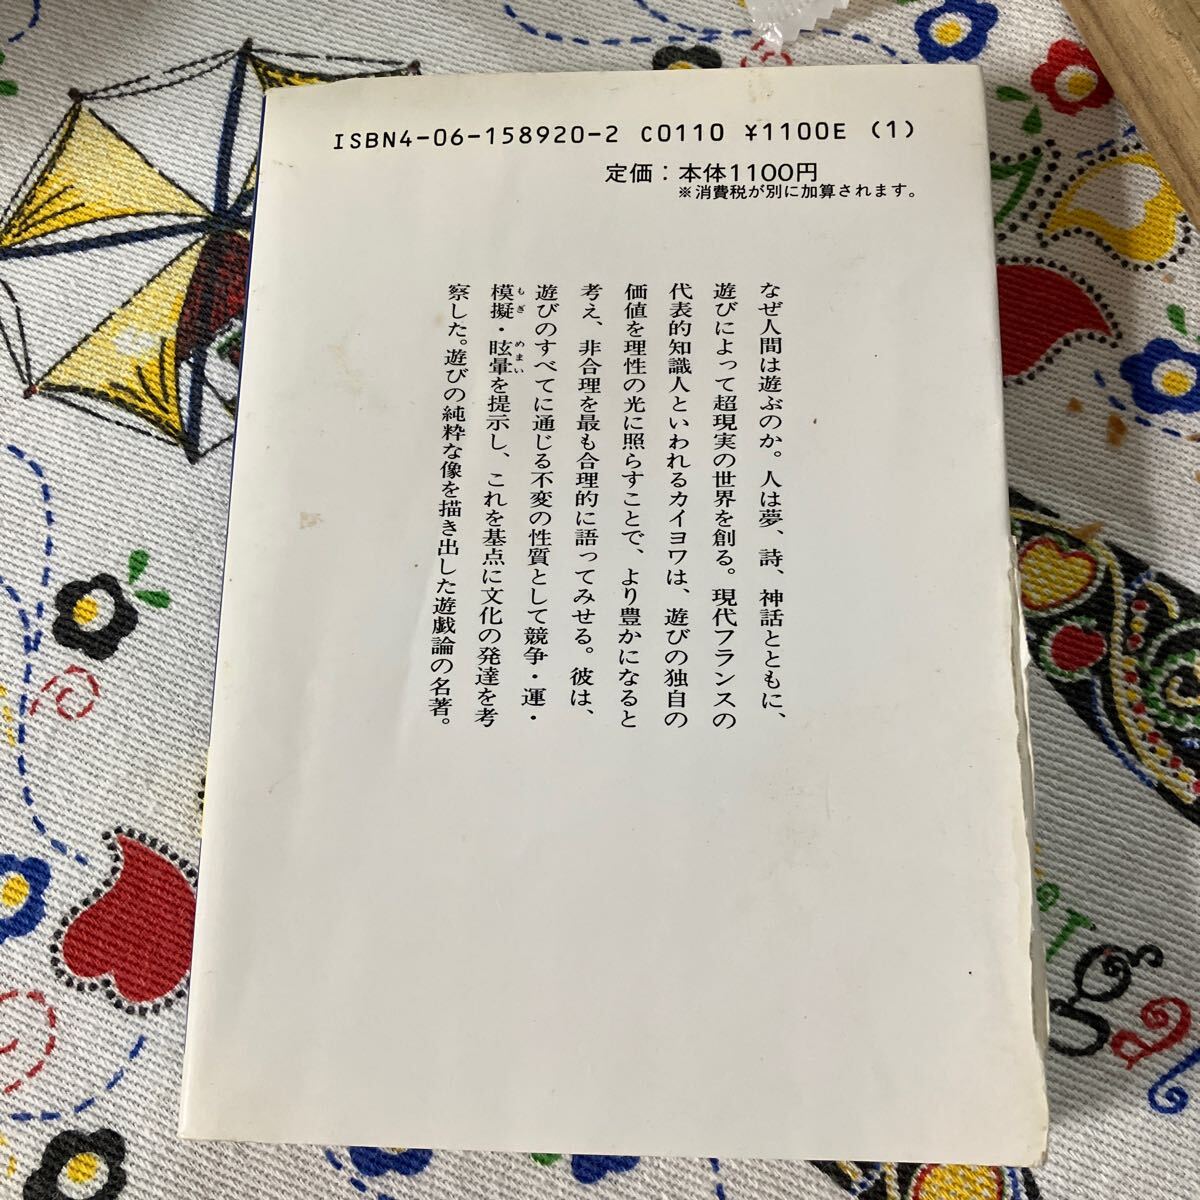 ISBN4-06-158920-2 C0110 ¥1100E (1)
定価：本体1100円
※消費税が別に加算されます。
なぜ人間は遊ぶのか。人は夢、詩、神話とともに、
遊びによって超現実の世界を創る。現代フランスの
代表的知識人といわれるカイヨワは、遊びの独自の
価値を理性の光に照らすことで、より豊かになると
考え、非合理を最も合理的に語ってみせる。彼は、
遊びのすべてに通じる不変の性質として競争・運・
模擬・眩暈を提示し、これを基点に文化の発達を考
もぎ めまい
察した。遊びの純粋な像を描き出した遊戯論の名著。